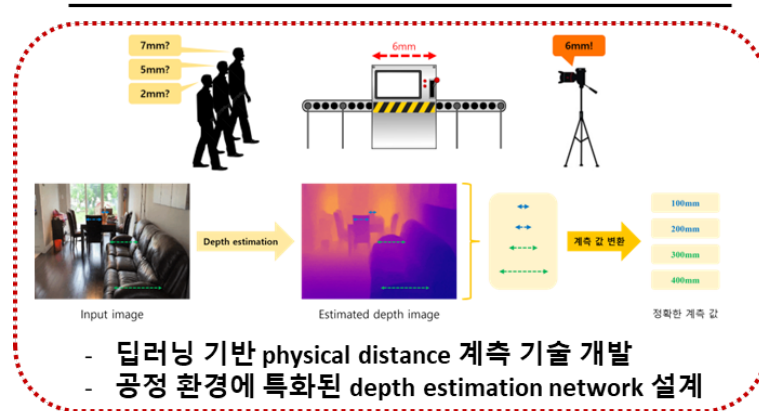 7mm?
5mm?
2mm?
6mm
6mm!
Depth estimation
계측 값 변환
100mm
200mm
300mm
400mm
Input image
Estimated depth image
정확한 계측 값
- 딥러닝 기반 physical distance 계측 기술 개발
- 공정 환경에 특화된 depth estimation network 설계